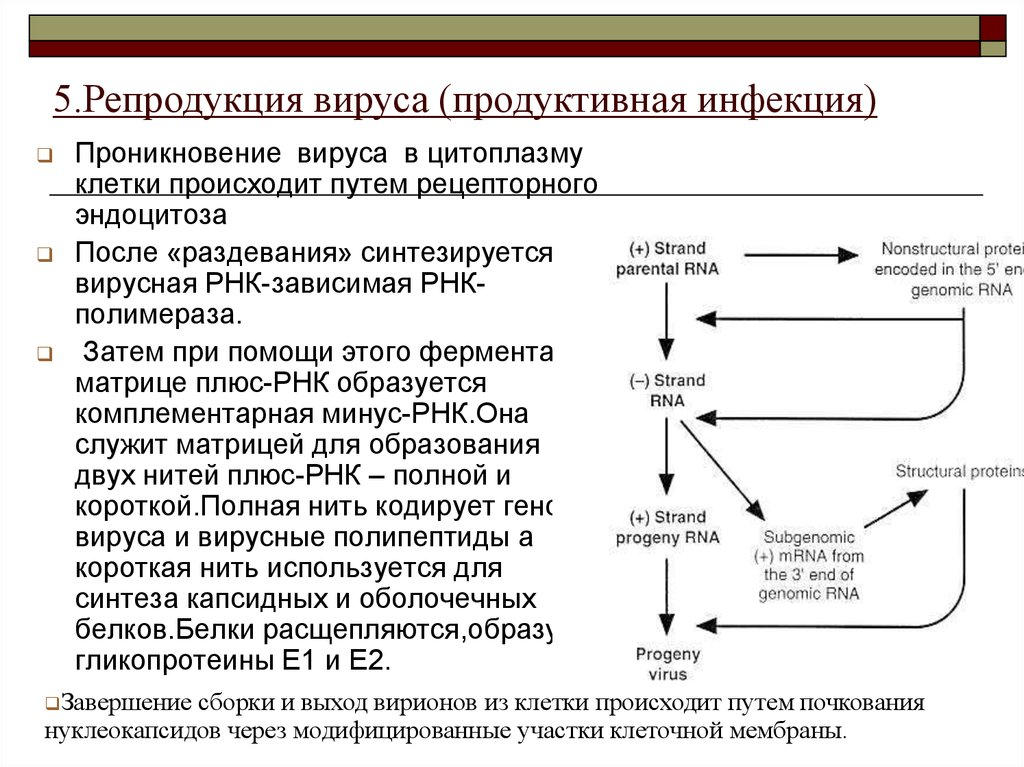 5.Репродукция вируса (продуктивная инфекция)
Проникновение вируса в цитоплазму
клетки происходит путем рецепторного
эндоцитоза
После «раздевания» синтезируется
вирусная РНК-зависимая РНК-
полимераза.
Затем при помощи этого фермента
матрице плюс-РНК образуется
комплементарная минус-РНК.Она
служит матрицей для образования
двух нитей плюс-РНК – полной и
короткой.Полная нить кодирует
вируса и вирусные полипептиды а
короткая нить используется для
синтеза капсидных и оболочечных
белков.Белки расщепляются,
гликопротеины Е1 и Е2.
(+) Strand
parental RNA
Nonstructural
encoded in the 5'
genomic RNA
(–) Strand
RNA
Structural proteins
(+) Strand
progeny RNA
Subgenomic
(+) mRNA from
the 3' end of
genomic RNA
Progeny
virus
Завершение сборки и выход вирионов из клетки происходит путем почкования
нуклеокапсидов через модифицированные участки клеточной мембраны.